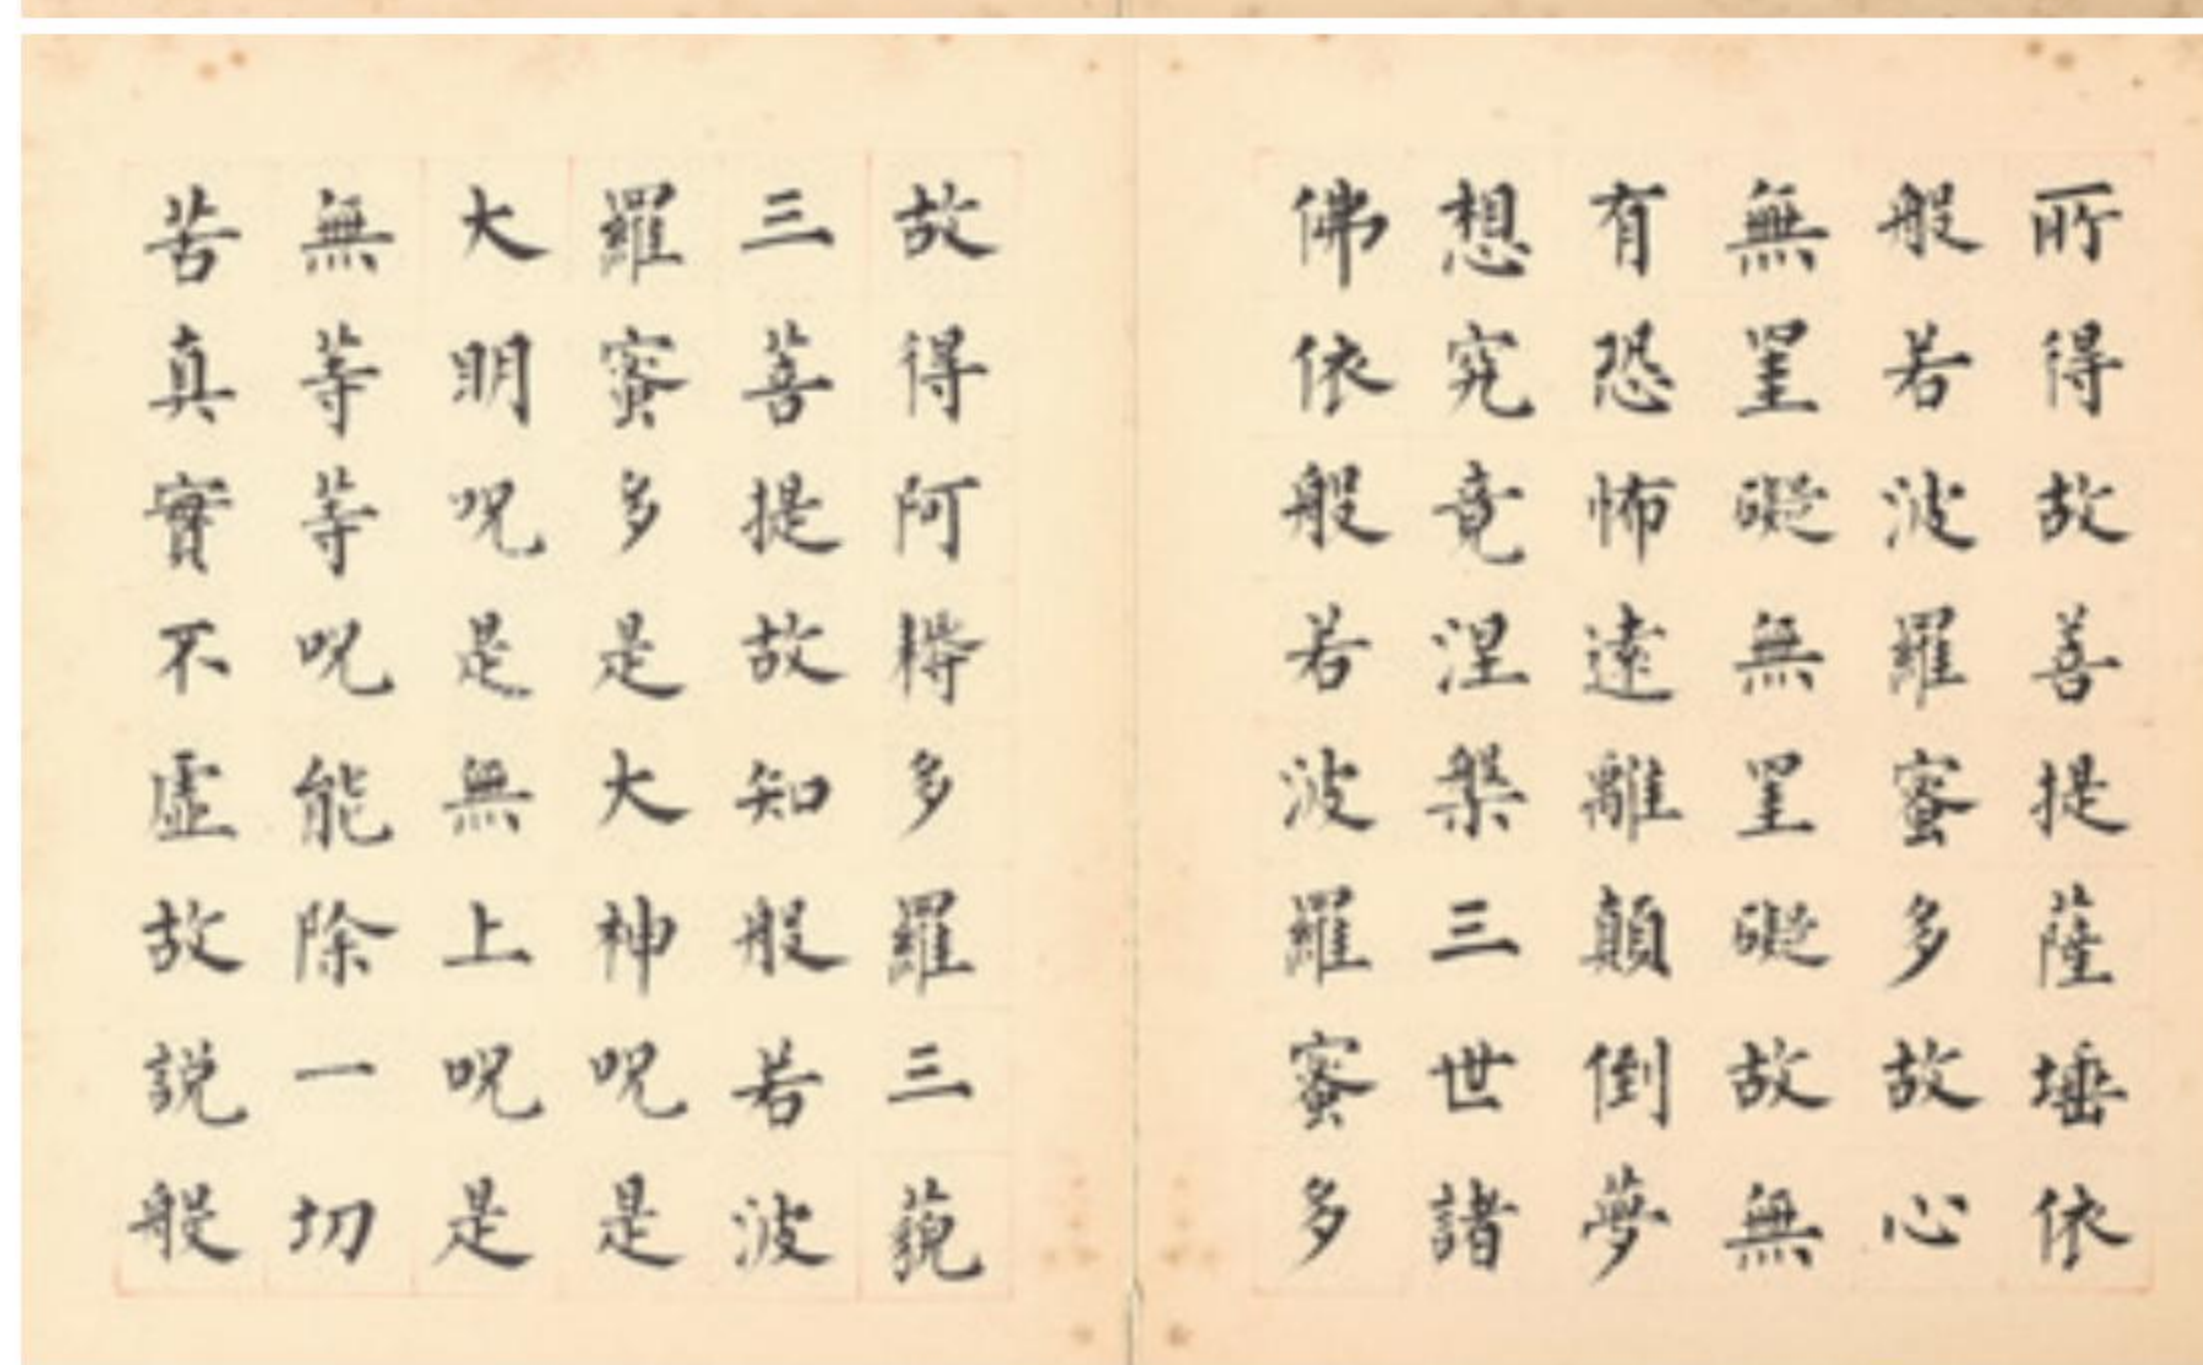 所得故菩提薩埵依
般若波羅蜜多故心
無罣礙無罣礙故無
有恐怖遠離顛倒夢
想究竟涅槃三世諸
佛依般若波羅蜜多
故得阿耨多羅三藐
三菩提故知般若波
羅蜜多是大神呪是
大明呪是無上呪是
無等等呪能除一切
苦真實不虛故説般